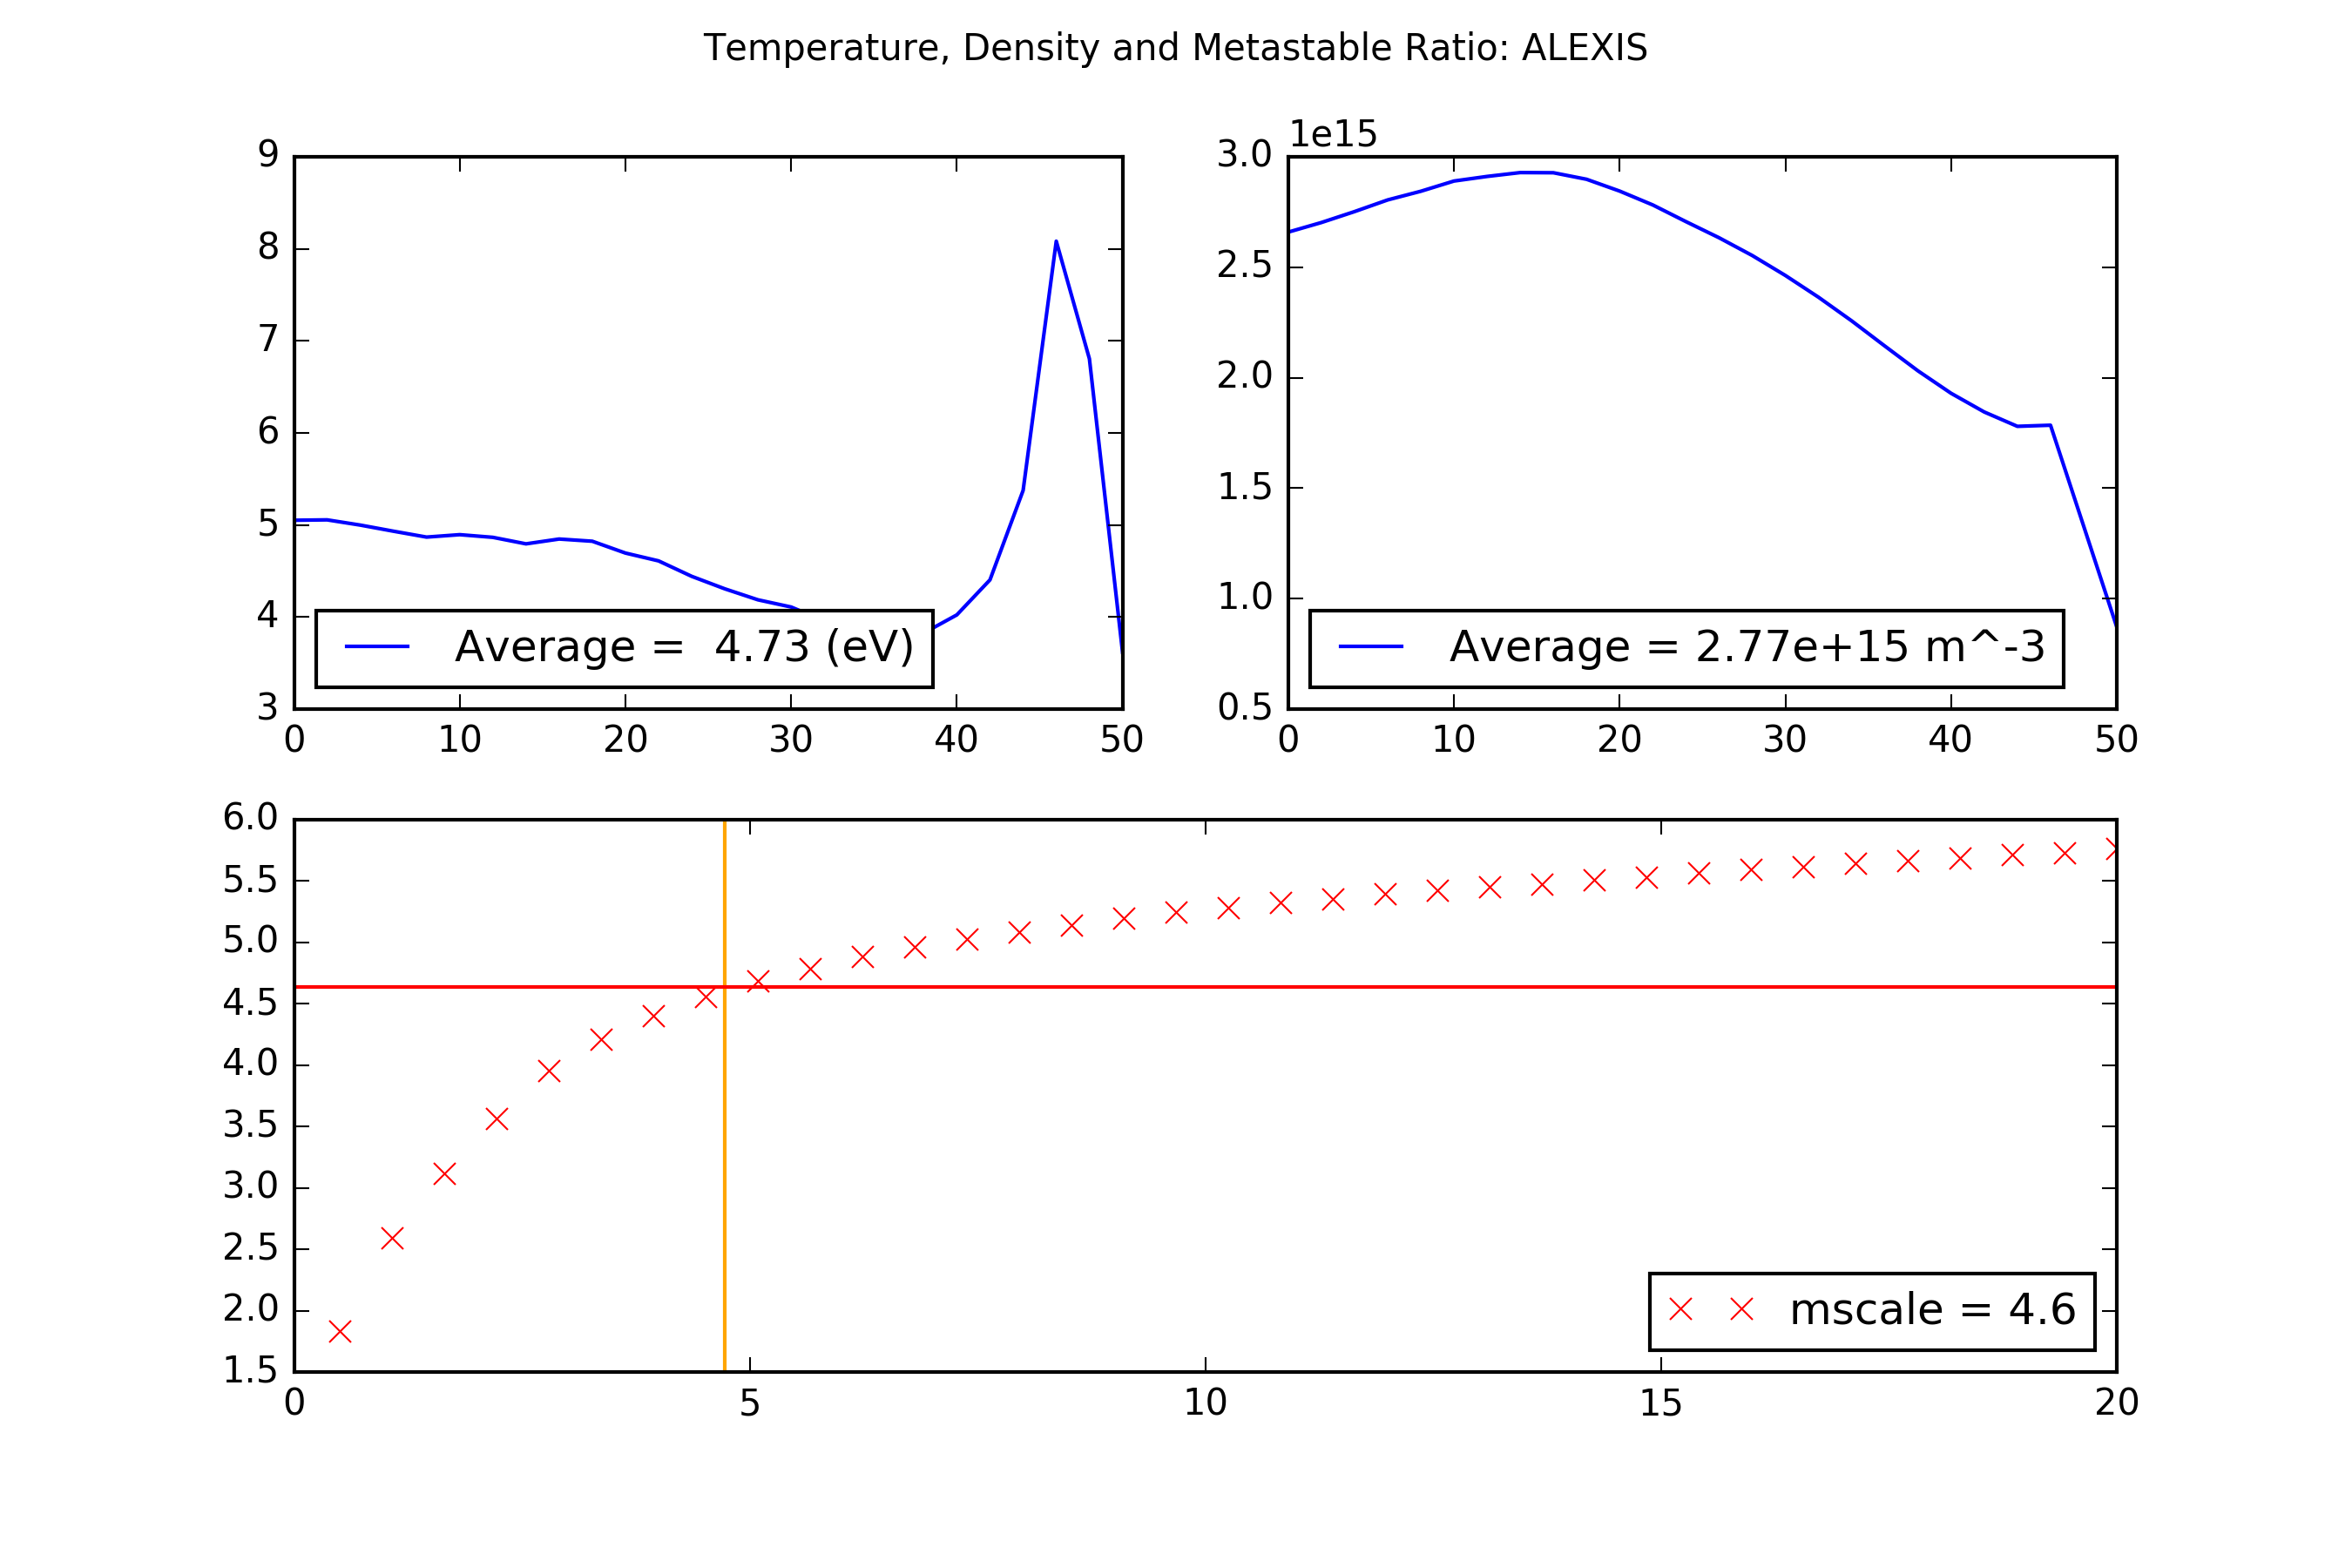 Temperature, Density and Metastable Ratio: ALEXIS
9
8
7
6
5
4
3
0 10 20 30 40 50
Average =  4.73 (eV)
1e15
3.0
2.5
2.0
1.5
1.0
0.5
0 10 20 30 40 50
Average = 2.77e+15 m^-3
6.0
5.5
5.0
4.5
4.0
3.5
3.0
2.5
2.0
1.5
0 5 10 15 20
mscale = 4.6